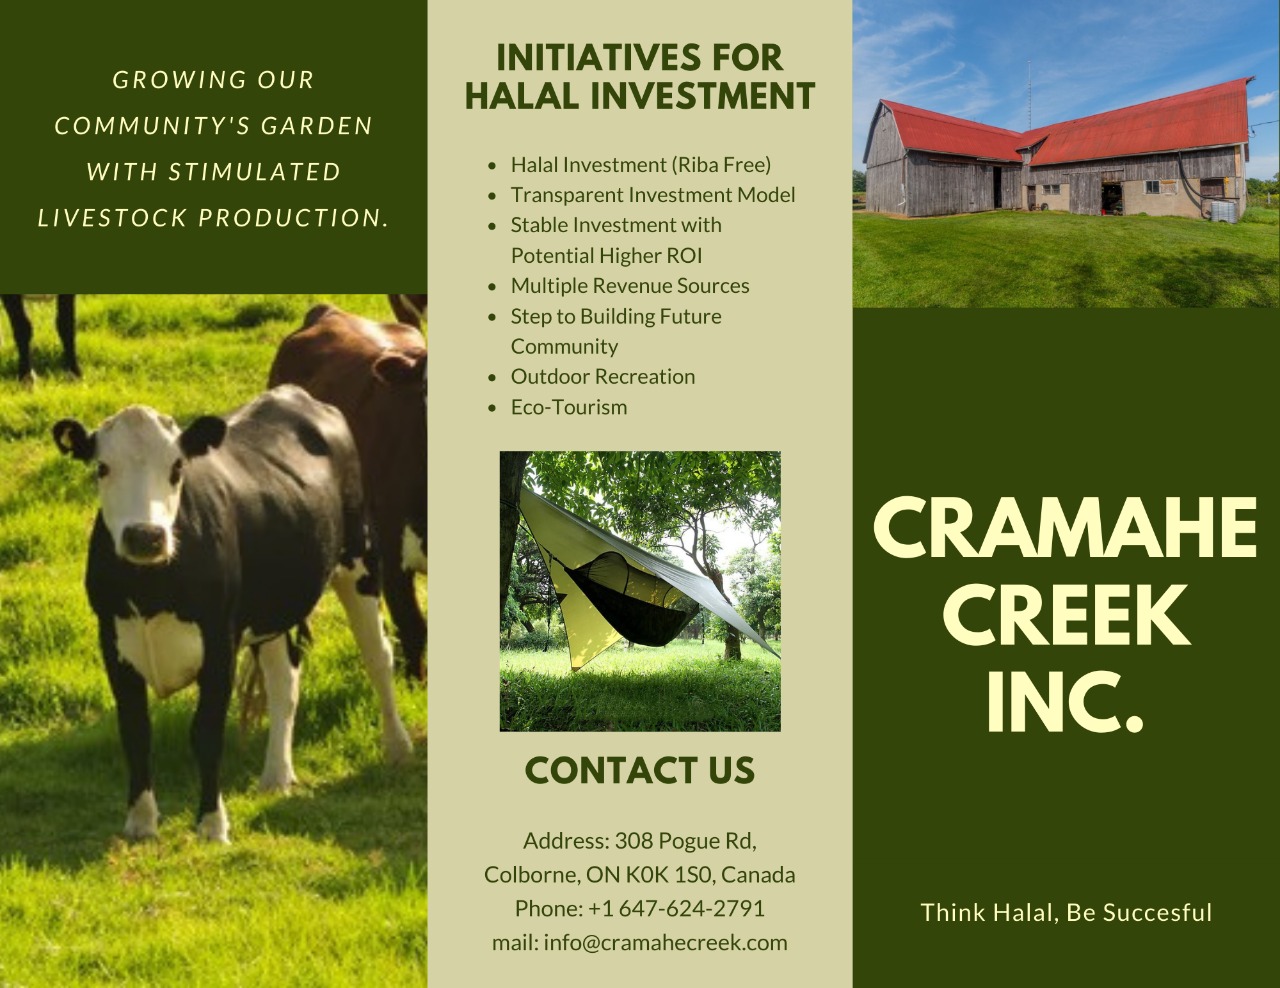 GROWING OUR
COMMUNITY'S GARDEN
WITH STIMULATED
LIVESTOCK PRODUCTION.
INITIATIVES FOR
HALAL INVESTMENT
• Halal Investment (Riba Free)
• Transparent Investment Model
• Stable Investment with
Potential Higher ROI
• Multiple Revenue Sources
• Step to Building Future
Community
• Outdoor Recreation
• Eco-Tourism
CONTACT US
Address: 308 Pogue Rd,
Colborne, ON K0K 1S0, Canada
Phone: +1 647-624-2791
mail: info@cramahecreek.com
CRAMAHE
CREEK
INC.
Think Halal, Be Succesful